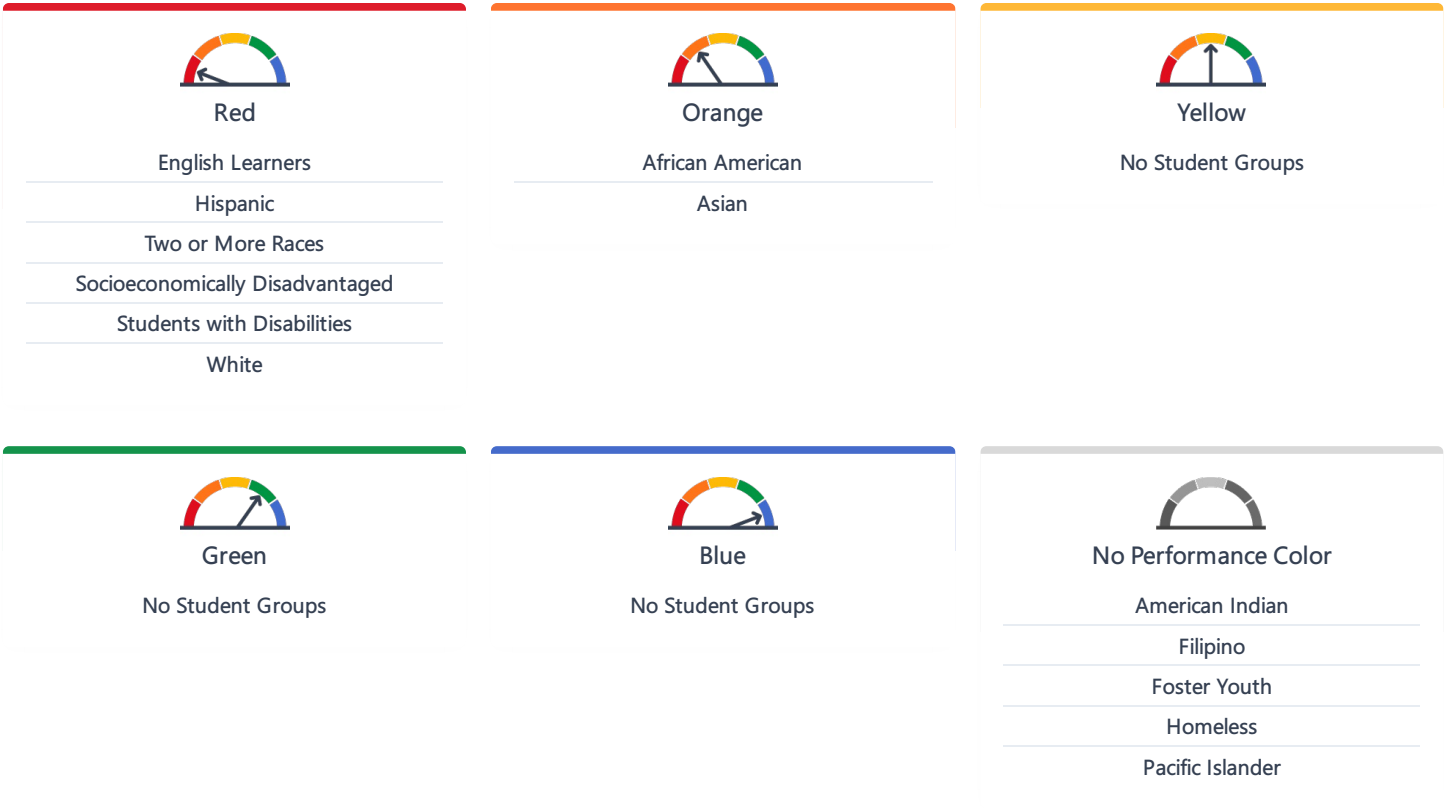 Red
English Learners
Hispanic
Two or More Races
Socioeconomically Disadvantaged
Students with Disabilities
White
Orange
African American
Asian
Yellow
No Student Groups
Green
No Student Groups
Blue
No Student Groups
No Performance Color
American Indian
Filipino
Foster Youth
Homeless
Pacific Islander